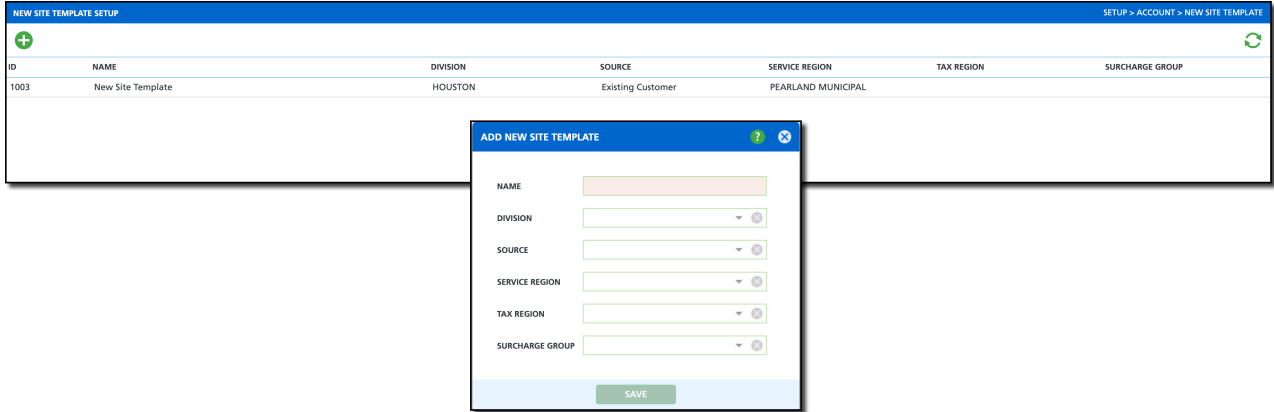 NEW SITE TEMPLATE SETUP SETUP > ACCOUNT > NEW SITE TEMPLATE
ID NAME DIVISION SOURCE SERVICE REGION TAX REGION SURCHARGE GROUP
1003 New Site Template HOUSTON Existing Customer PEARLAND MUNICIPAL
ADD NEW SITE TEMPLATE ?
NAME
DIVISION
SOURCE
SERVICE REGION
TAX REGION
SURCHARGE GROUP
SAVE